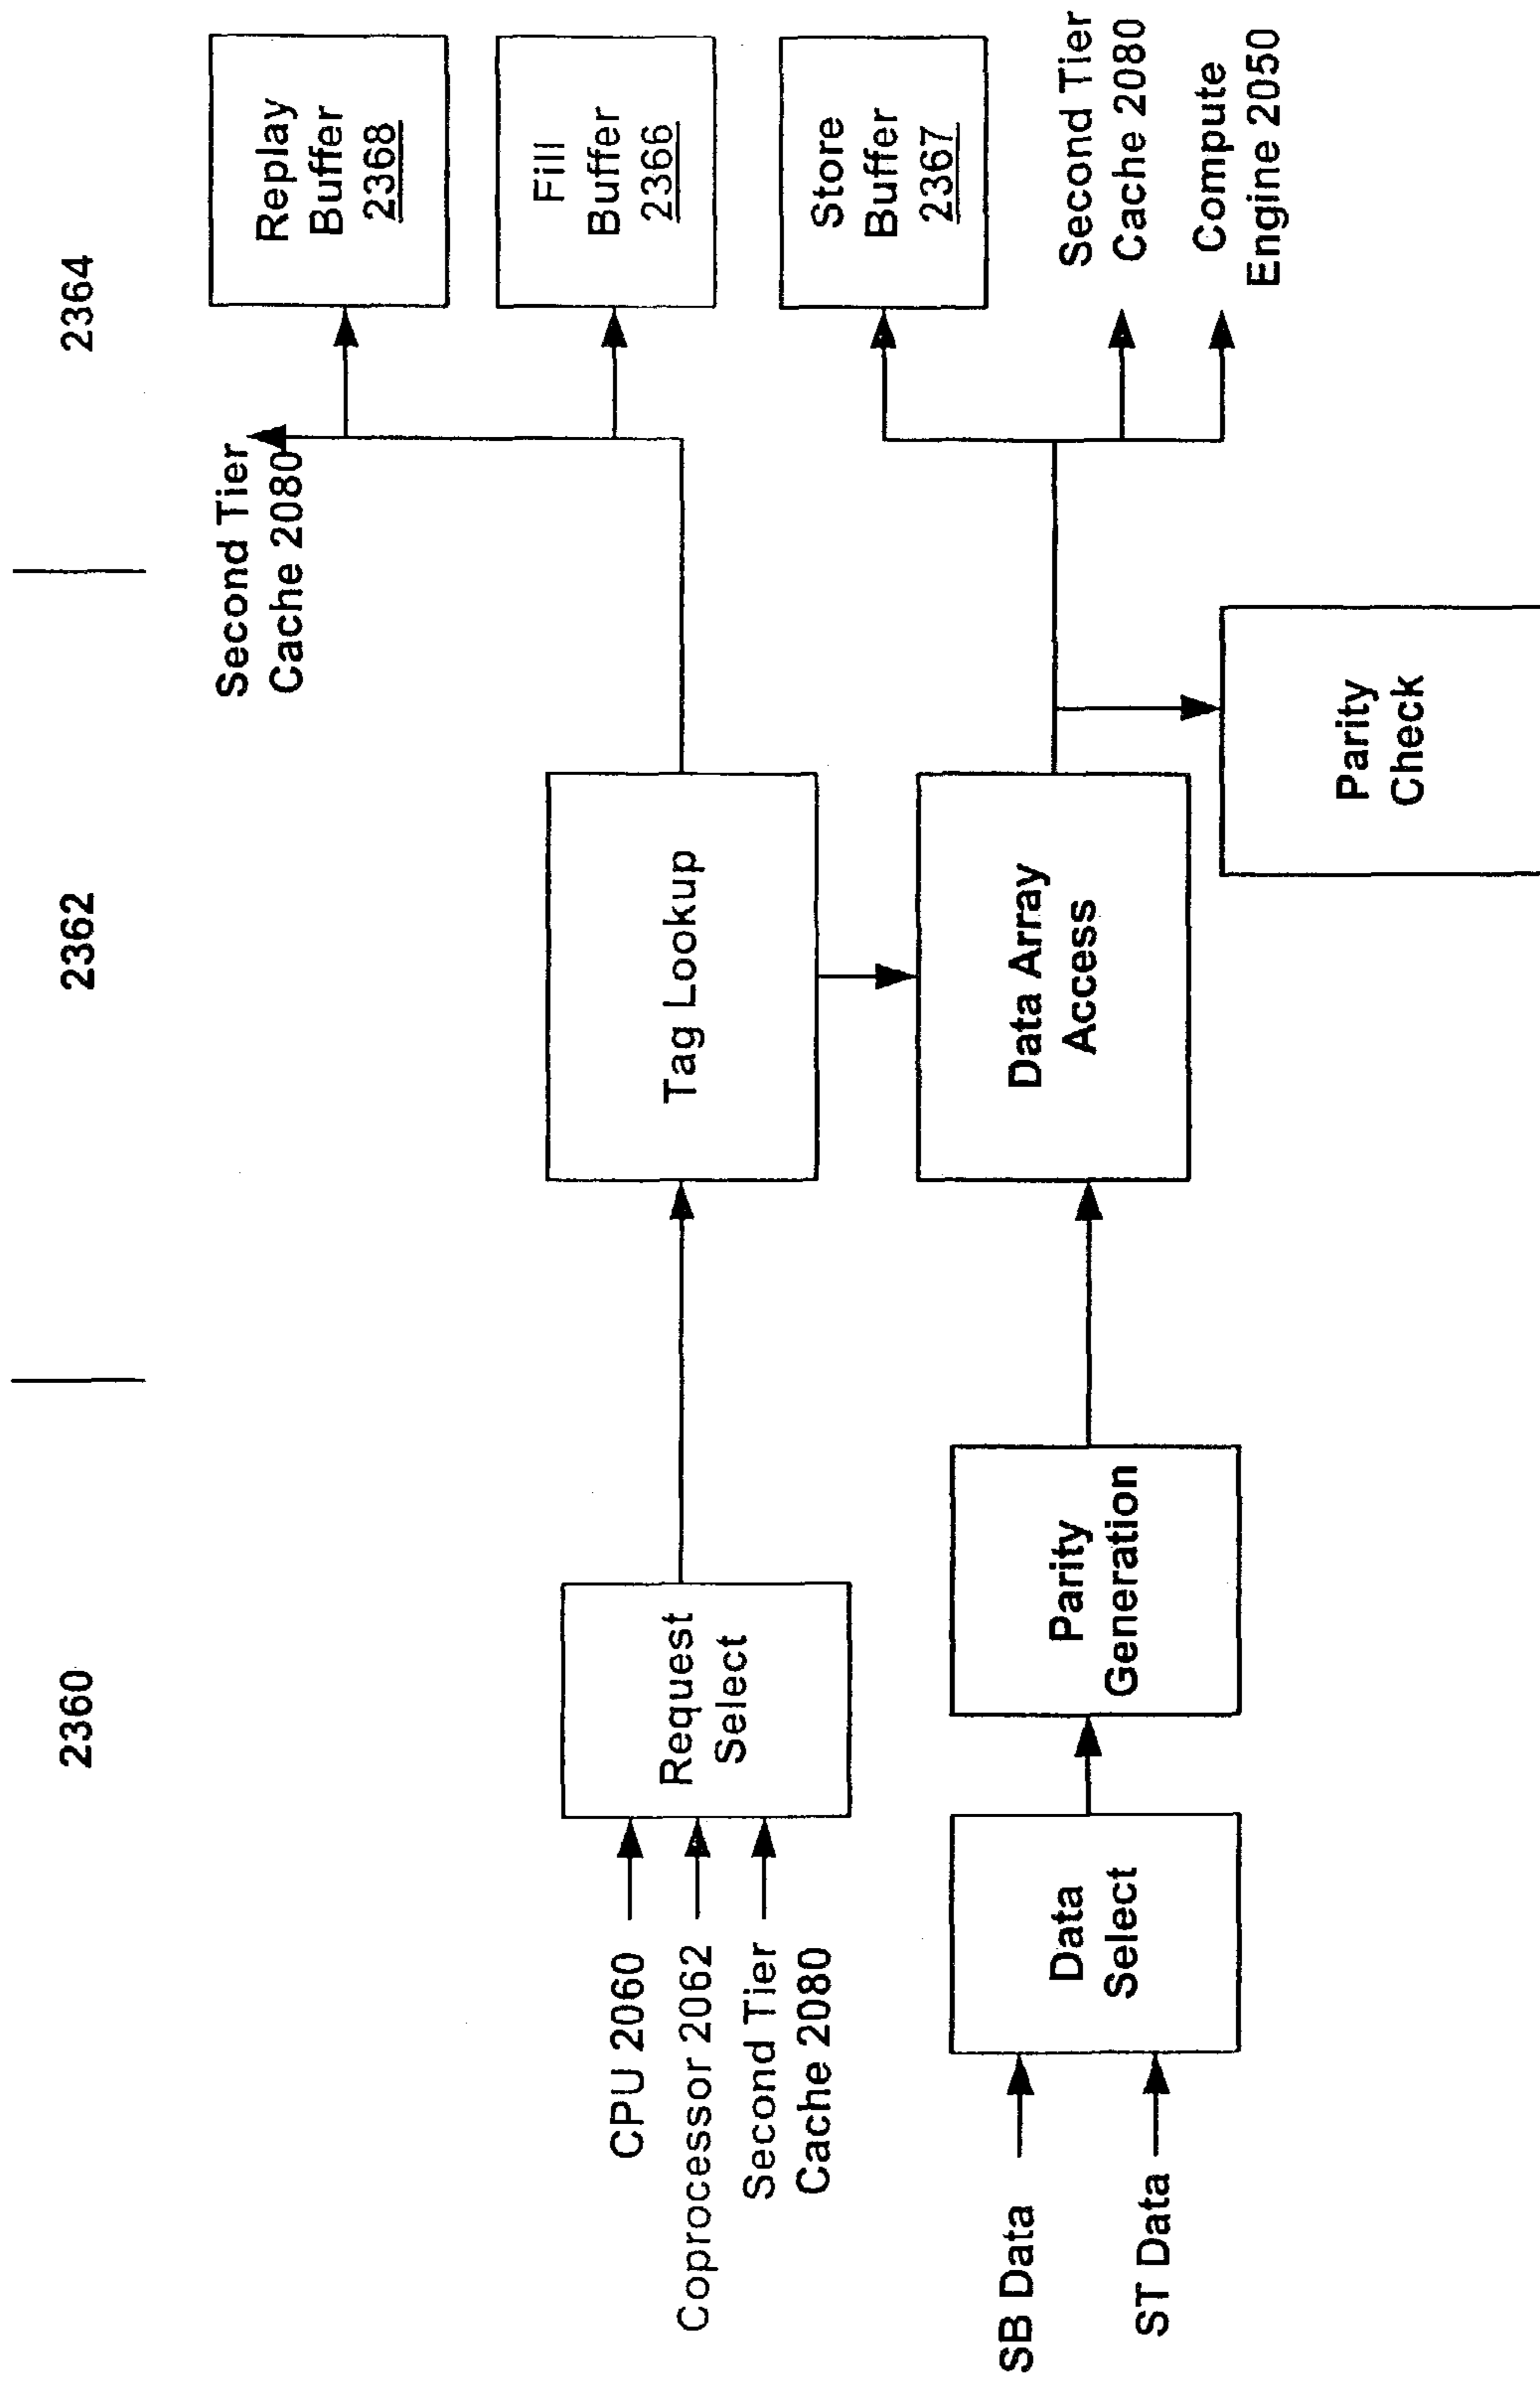 2360
2362
2364
Second Tier
Cache 2080
Replay
Buffer
2368
CPU 2060
Coprocessor 2062
Second Tier
Cache 2080
Request
Select
Tag Lookup
Fill
Buffer
2366
Store
Buffer
2367
SB Data
ST Data
Data
Select
Parity
Generation
Data Array
Access
Second Tier
Cache 2080
Compute
Engine 2050
Parity
Check